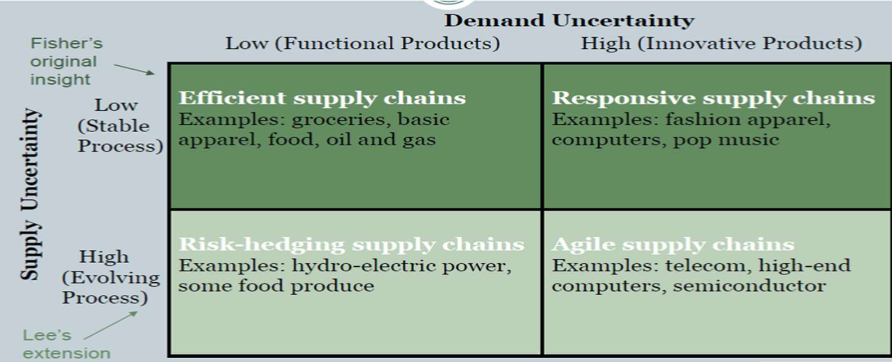 Demand Uncertainty
Low (Functional Products)
High (Innovative Products)
Fisher's
original
insight
Supply Uncertainty
Low
(Stable
Process)
Efficient supply chains
Examples: groceries, basic
apparel, food, oil and gas
Responsive supply chains
Examples: fashion apparel,
computers, pop music
High
(Evolving
Process)
Risk-hedging supply chains
Examples: hydro-electric power,
some food produce
Agile supply chains
Examples: telecom, high-end
computers, semiconductor
Lee's
extension